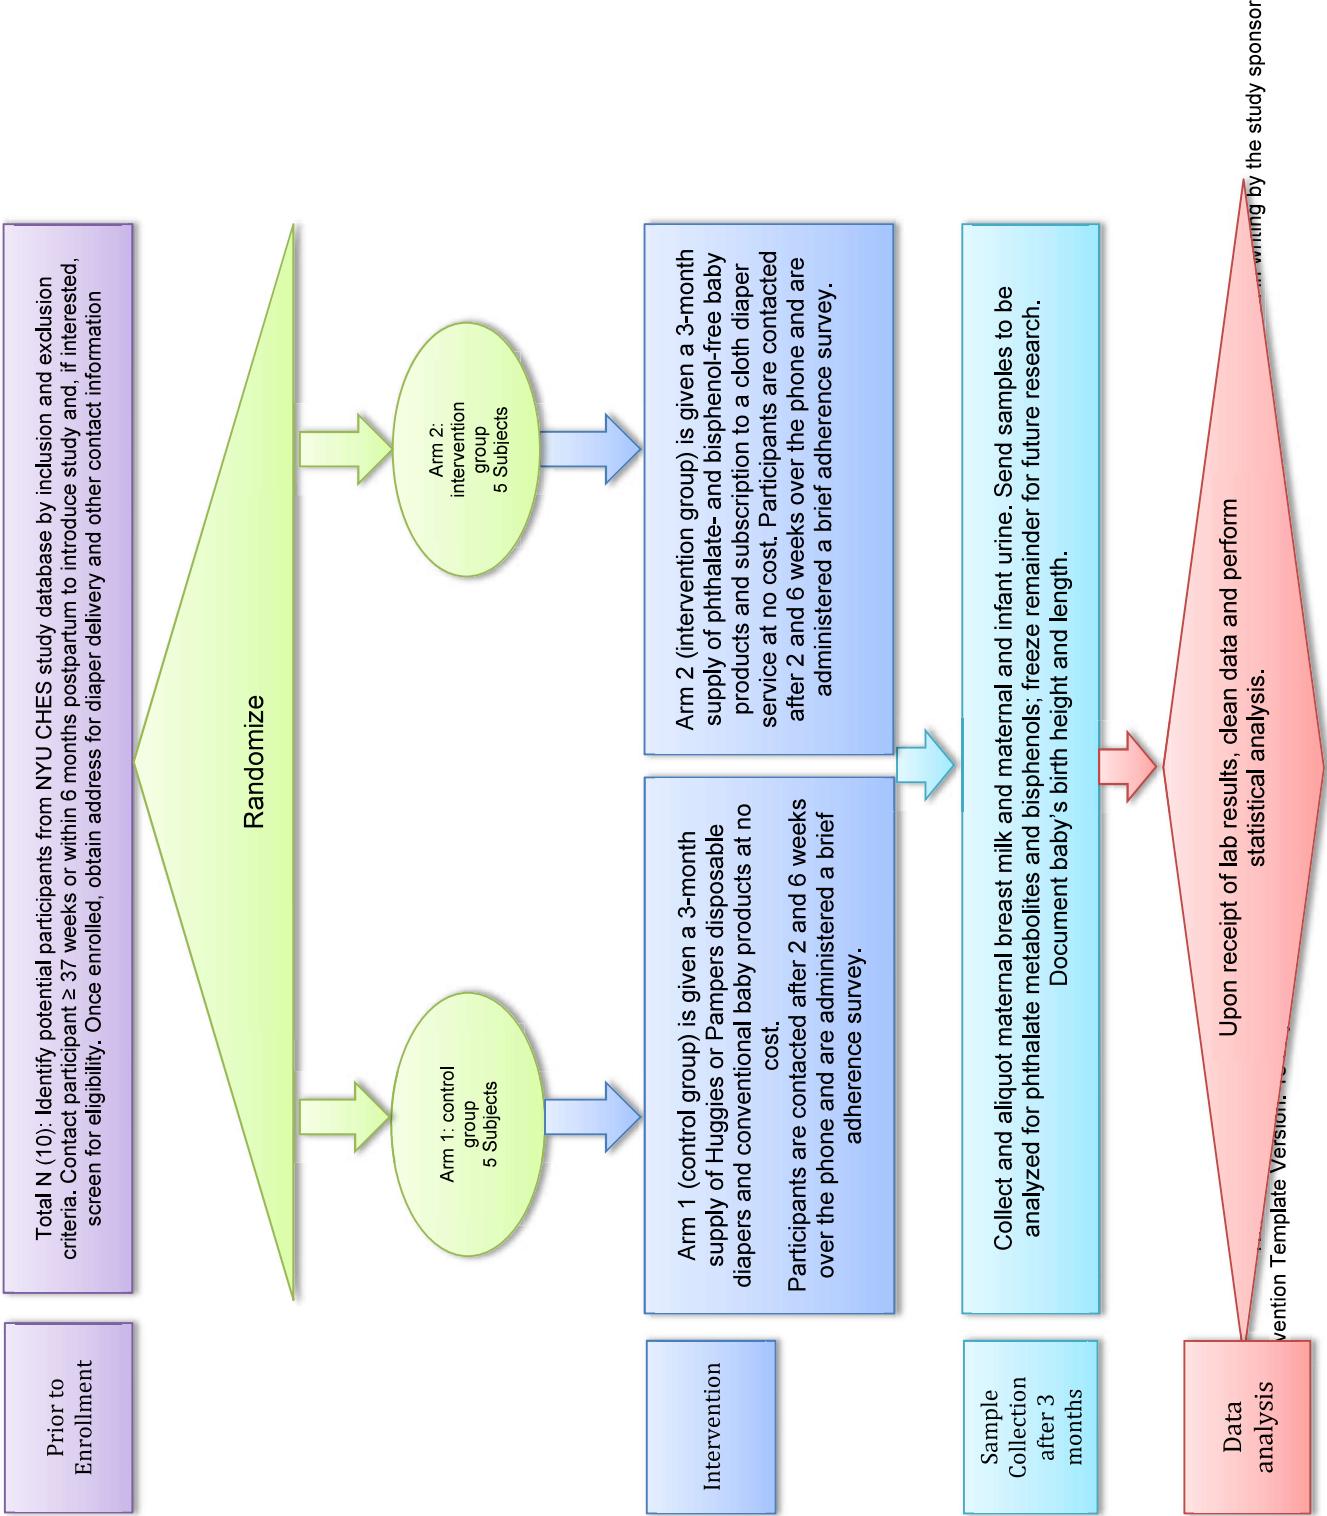 Prior to
Enrollment
Total N (10): Identify potential participants from NYU CHES study database by inclusion and exclusion
criteria. Contact participant ≥ 37 weeks or within 6 months postpartum to introduce study and, if interested,
screen for eligibility. Once enrolled, obtain address for diaper delivery and other contact information
Randomize
Arm 1: control
group
5 Subjects
Arm 2:
intervention
group
5 Subjects
Intervention
Arm 1 (control group) is given a 3-month
supply of Huggies or Pampers disposable
diapers and conventional baby products at no
cost.
Participants are contacted after 2 and 6 weeks
over the phone and are administered a brief
adherence survey.
Arm 2 (intervention group) is given a 3-month
supply of phthalate- and bisphenol-free baby
products and subscription to a cloth diaper
service at no cost. Participants are contacted
after 2 and 6 weeks over the phone and are
administered a brief adherence survey.
Sample
Collection
after 3
months
Collect and aliquot maternal breast milk and maternal and infant urine. Send samples to be
analyzed for phthalate metabolites and bisphenols; freeze remainder for future research.
Document baby's birth height and length.
Data
analysis
Upon receipt of lab results, clean data and perform
statistical analysis.
writing by the study sponsor
vention Template Version: